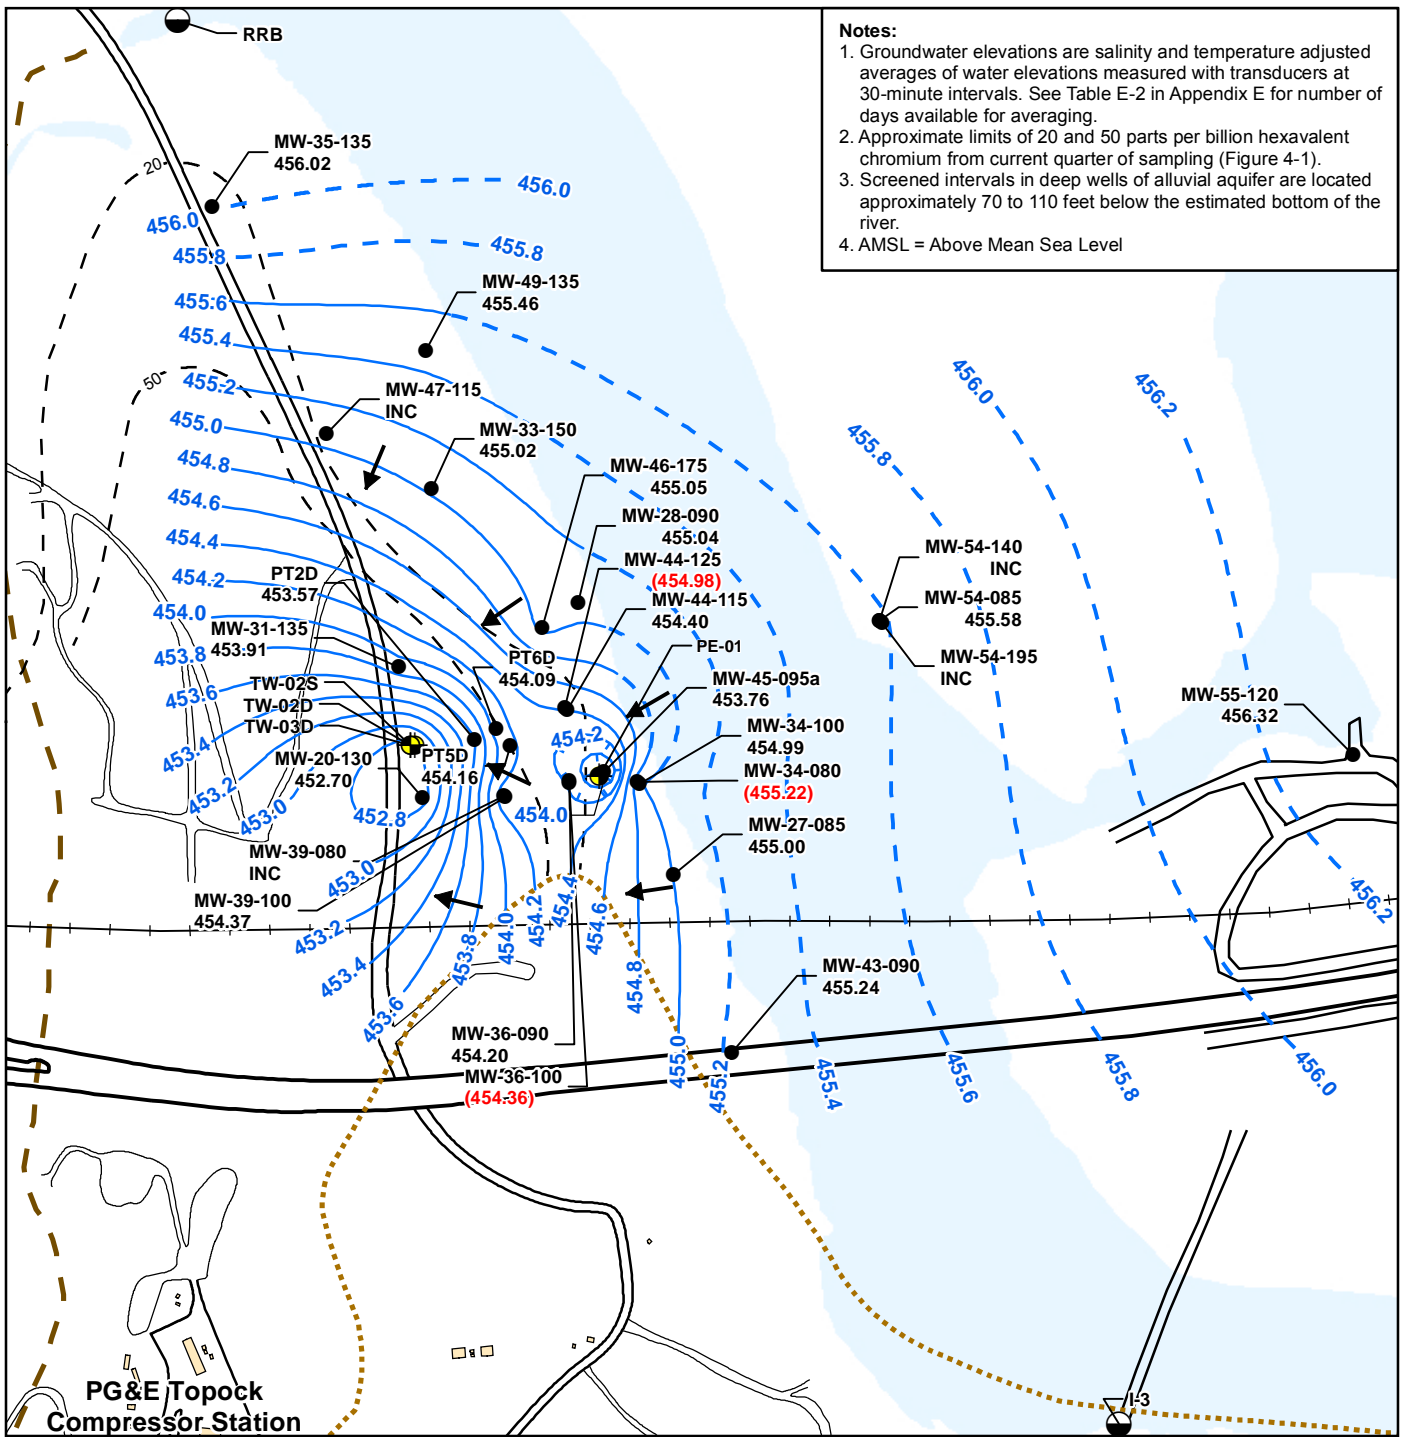 RRB
Notes:
1. Groundwater elevations are salinity and temperature adjusted
averages of water elevations measured with transducers at
30-minute intervals. See Table E-2 in Appendix E for number of
days available for averaging.
2. Approximate limits of 20 and 50 parts per billion hexavalent
chromium from current quarter of sampling (Figure 4-1).
3. Screened intervals in deep wells of alluvial aquifer are located
approximately 70 to 110 feet below the estimated bottom of the
river.
4. AMSL = Above Mean Sea Level
MW-35-135
456.02
20
456.0
456.0
455.8
455.8
MW-49-135
455.46
455.6
455.4
455.2
50
MW-47-115
INC
455.0
MW-33-150
455.02
456.0
456.2
455.8
454.8
MW-46-175
455.05
454.6
MW-28-090
455.04
454.4
MW-44-125
(454.98)
MW-54-140
INC
PT2D
453.57
454.2
MW-44-115
454.40
MW-54-085
455.58
454.0
MW-31-135
453.91
PE-01
453.8
PT6D
454.09
MW-54-195
INC
MW-45-095a
453.76
MW-55-120
456.32
453.6
TW-02S
TW-02D
TW-03D
MW-34-100
454.99
454.2
453.4
MW-20-130
452.70
PT5D
454.16
MW-34-080
(455.22)
453.2
453.0
452.8
454.0
MW-27-085
455.00
MW-39-080
INC
453.0
MW-39-100
454.37
454.4
454.2
454.0
454.6
456.2
453.2
453.8
453.4
454.8
MW-43-090
455.24
453.6
MW-36-090
454.20
MW-36-100
(454.36)
455.0
455.2
455.4
455.6
455.8
456.0
PG&E Topock
Compressor Station
I-3